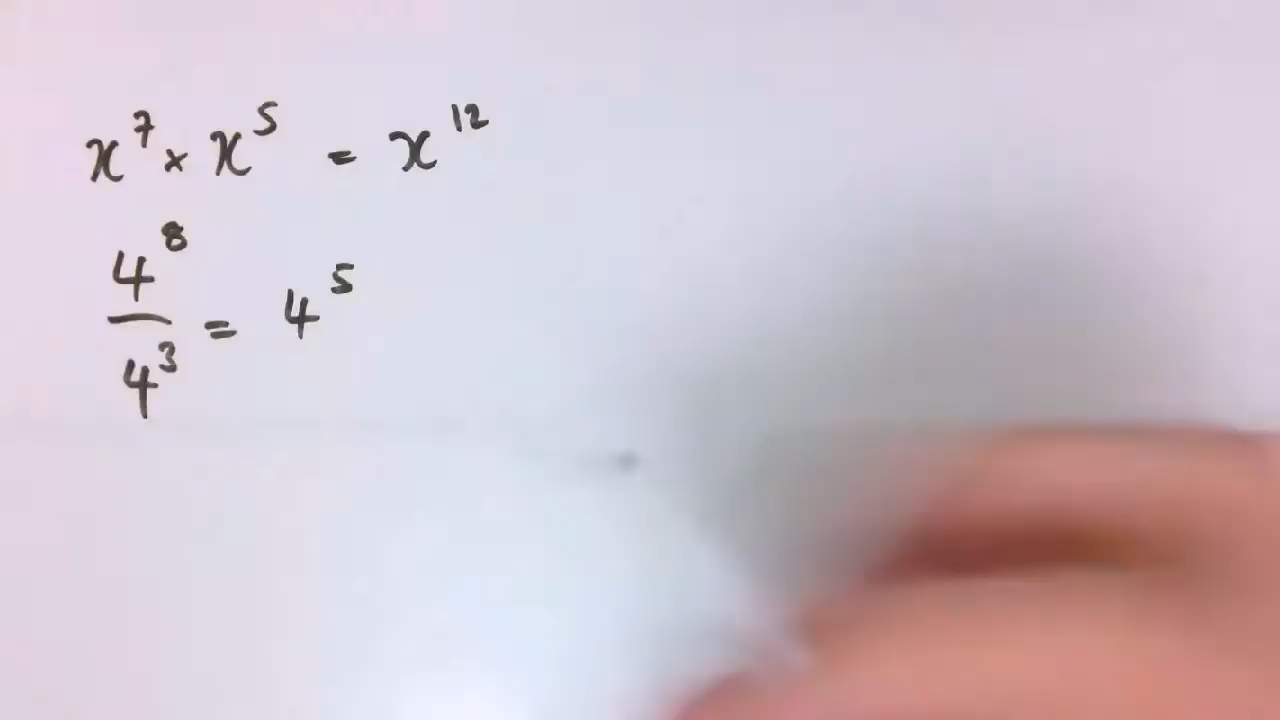 x⁷ × x⁵ = x¹²
4⁸/4³ = 4⁵